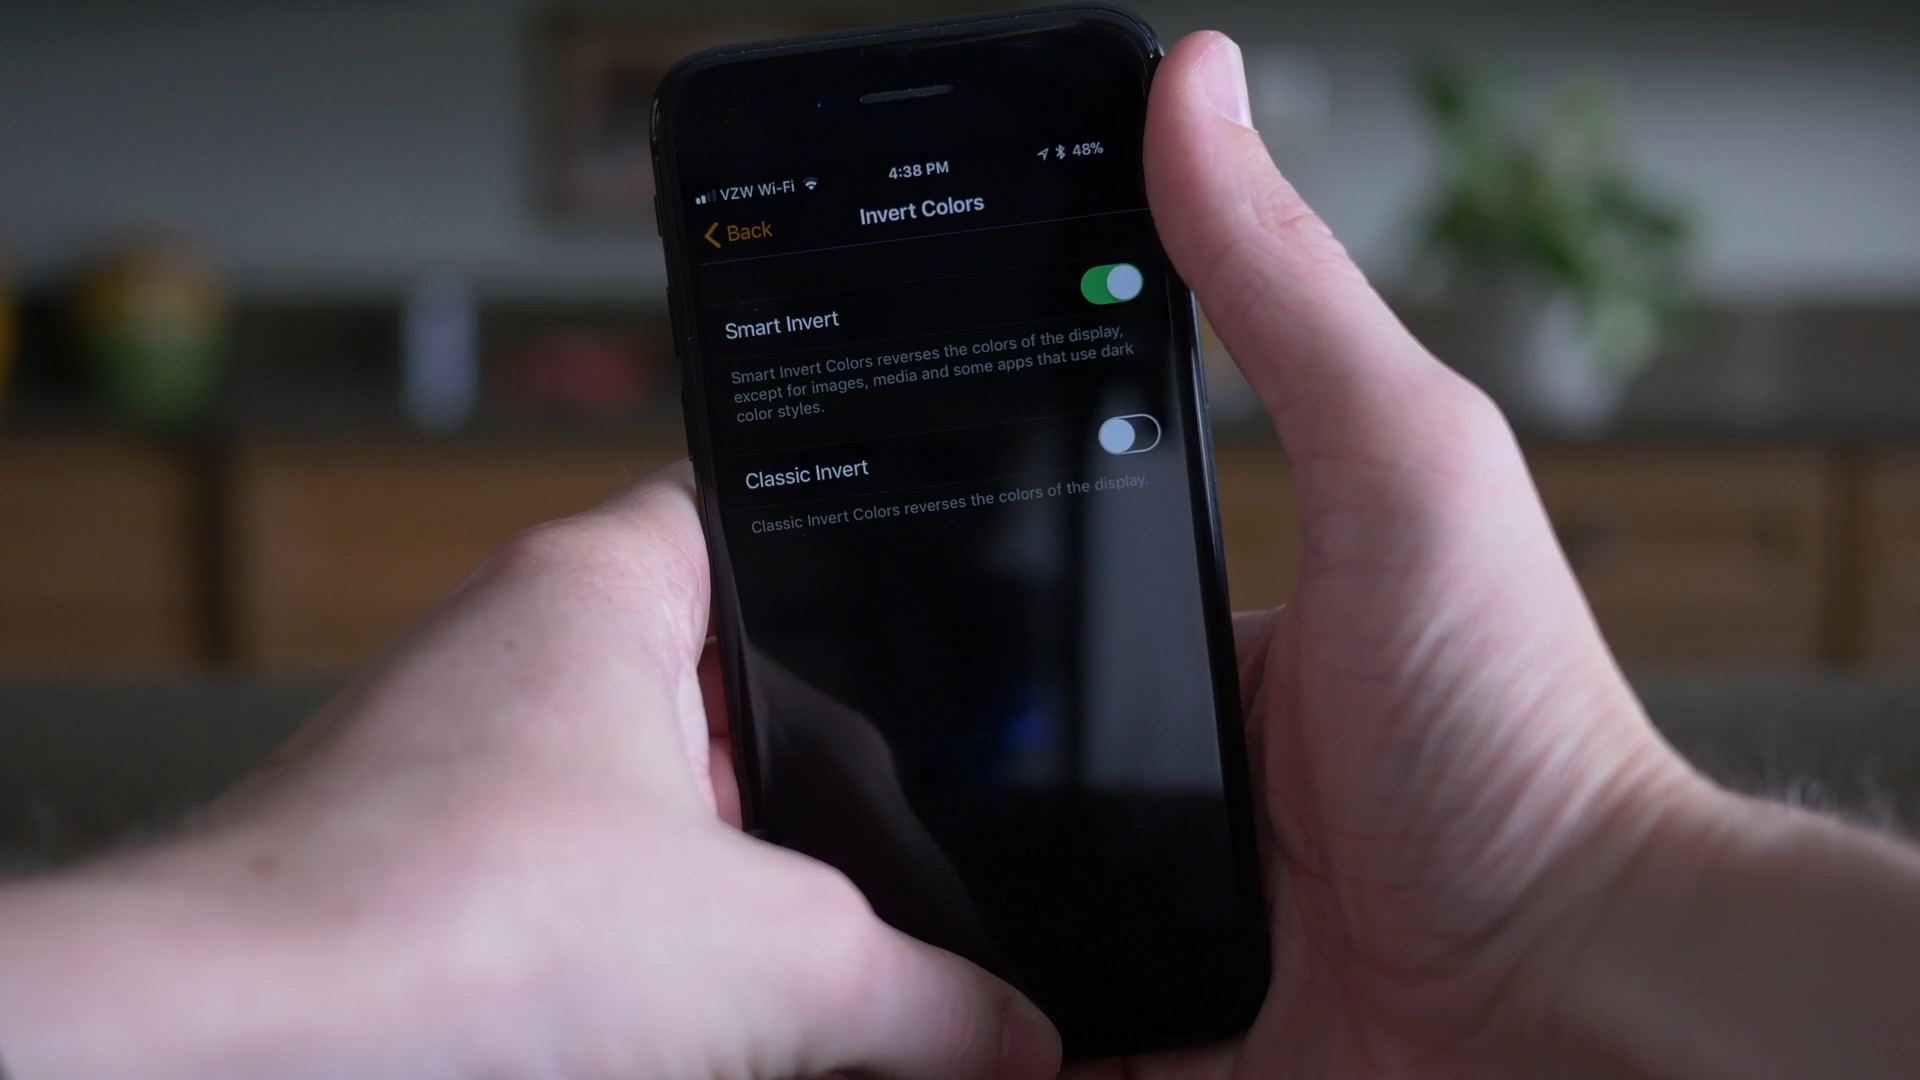 VZW Wi-Fi 4:38 PM 48%
Back Invert Colors
Smart Invert
Smart Invert Colors reverses the colors of the display,
except for images, media and some apps that use dark
color styles.
Classic Invert
Classic Invert Colors reverses the colors of the display.